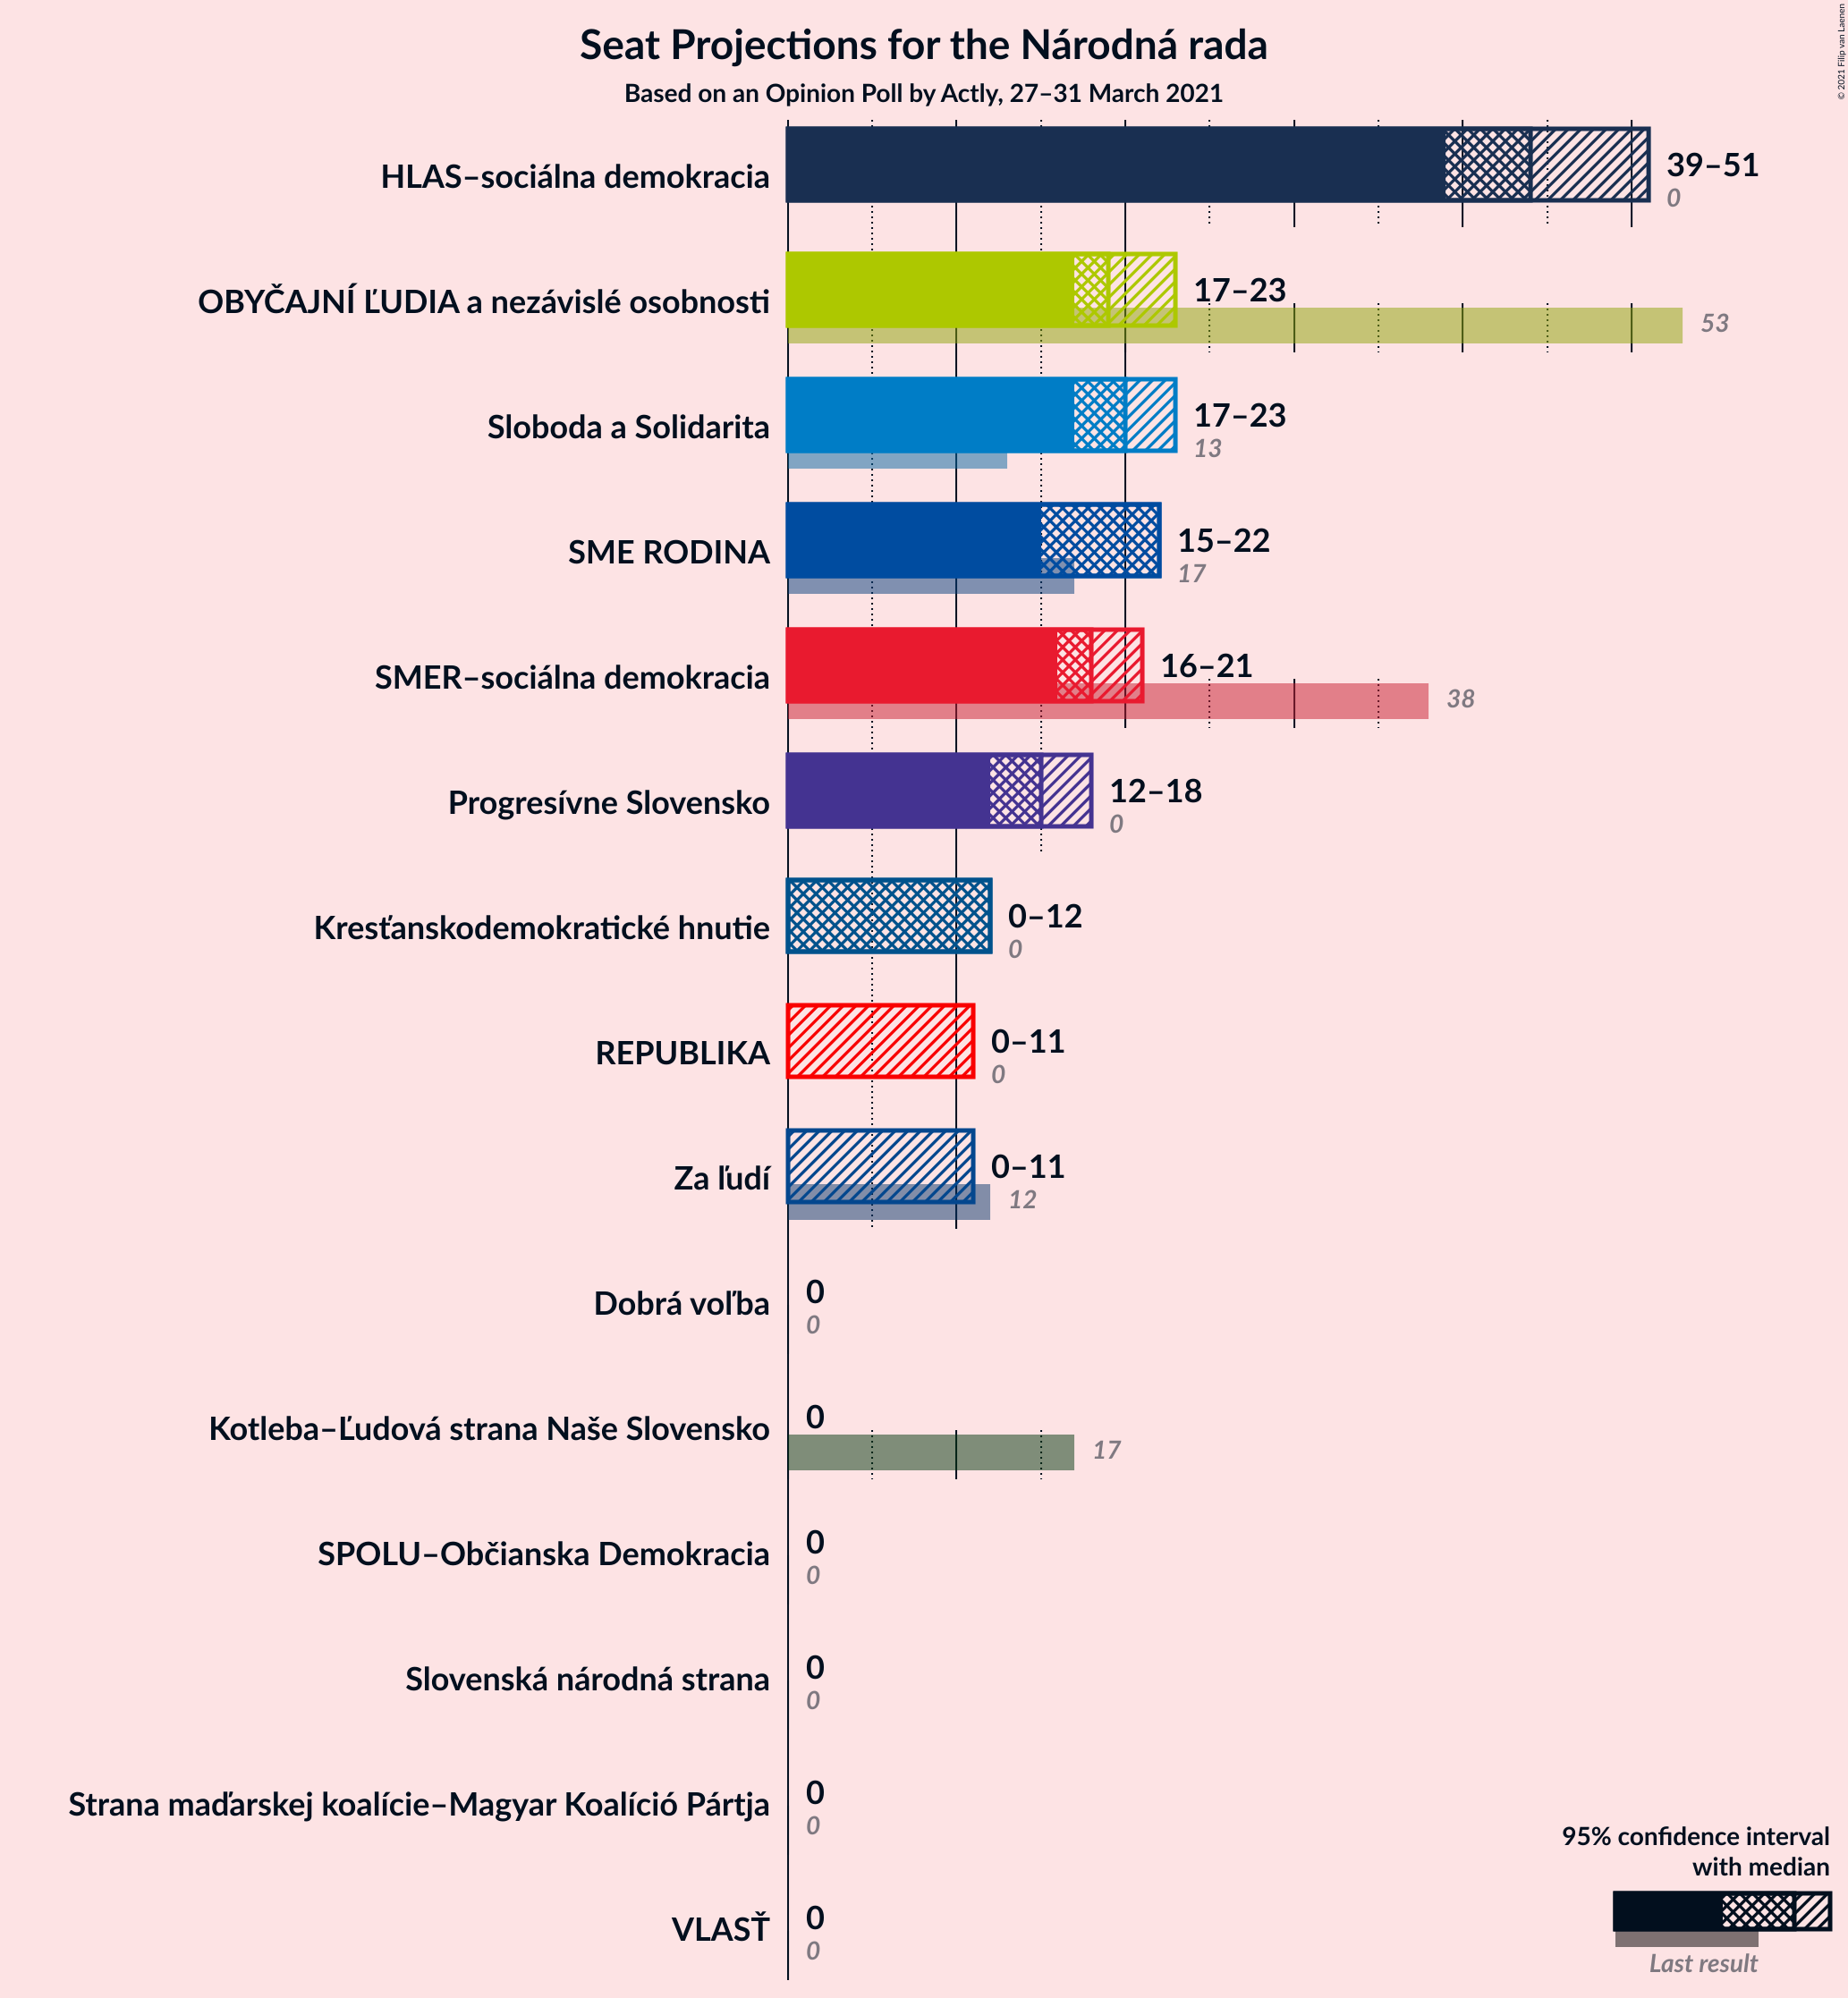 Seat Projections for the Národná rada
Based on an Opinion Poll by Actly, 27–31 March 2021
© 2021 Filip van Laenen
HLAS–sociálna demokracia
39–51
0
OBYČAJNÍ ĽUDIA a nezávislé osobnosti
17–23
53
Sloboda a Solidarita
17–23
13
SME RODINA
15–22
17
SMER–sociálna demokracia
16–21
38
Progresívne Slovensko
12–18
0
Kresťanskodemokratické hnutie
0–12
0
REPUBLIKA
0–11
0
Za ľudí
0–11
12
Dobrá voľba
0
0
Kotleba–Ľudová strana Naše Slovensko
0
17
SPOLU–Občianska Demokracia
0
0
Slovenská národná strana
0
0
Strana maďarskej koalície–Magyar Koalíció Pártja
0
0
VLASŤ
0
0
95% confidence interval
with median
Last result